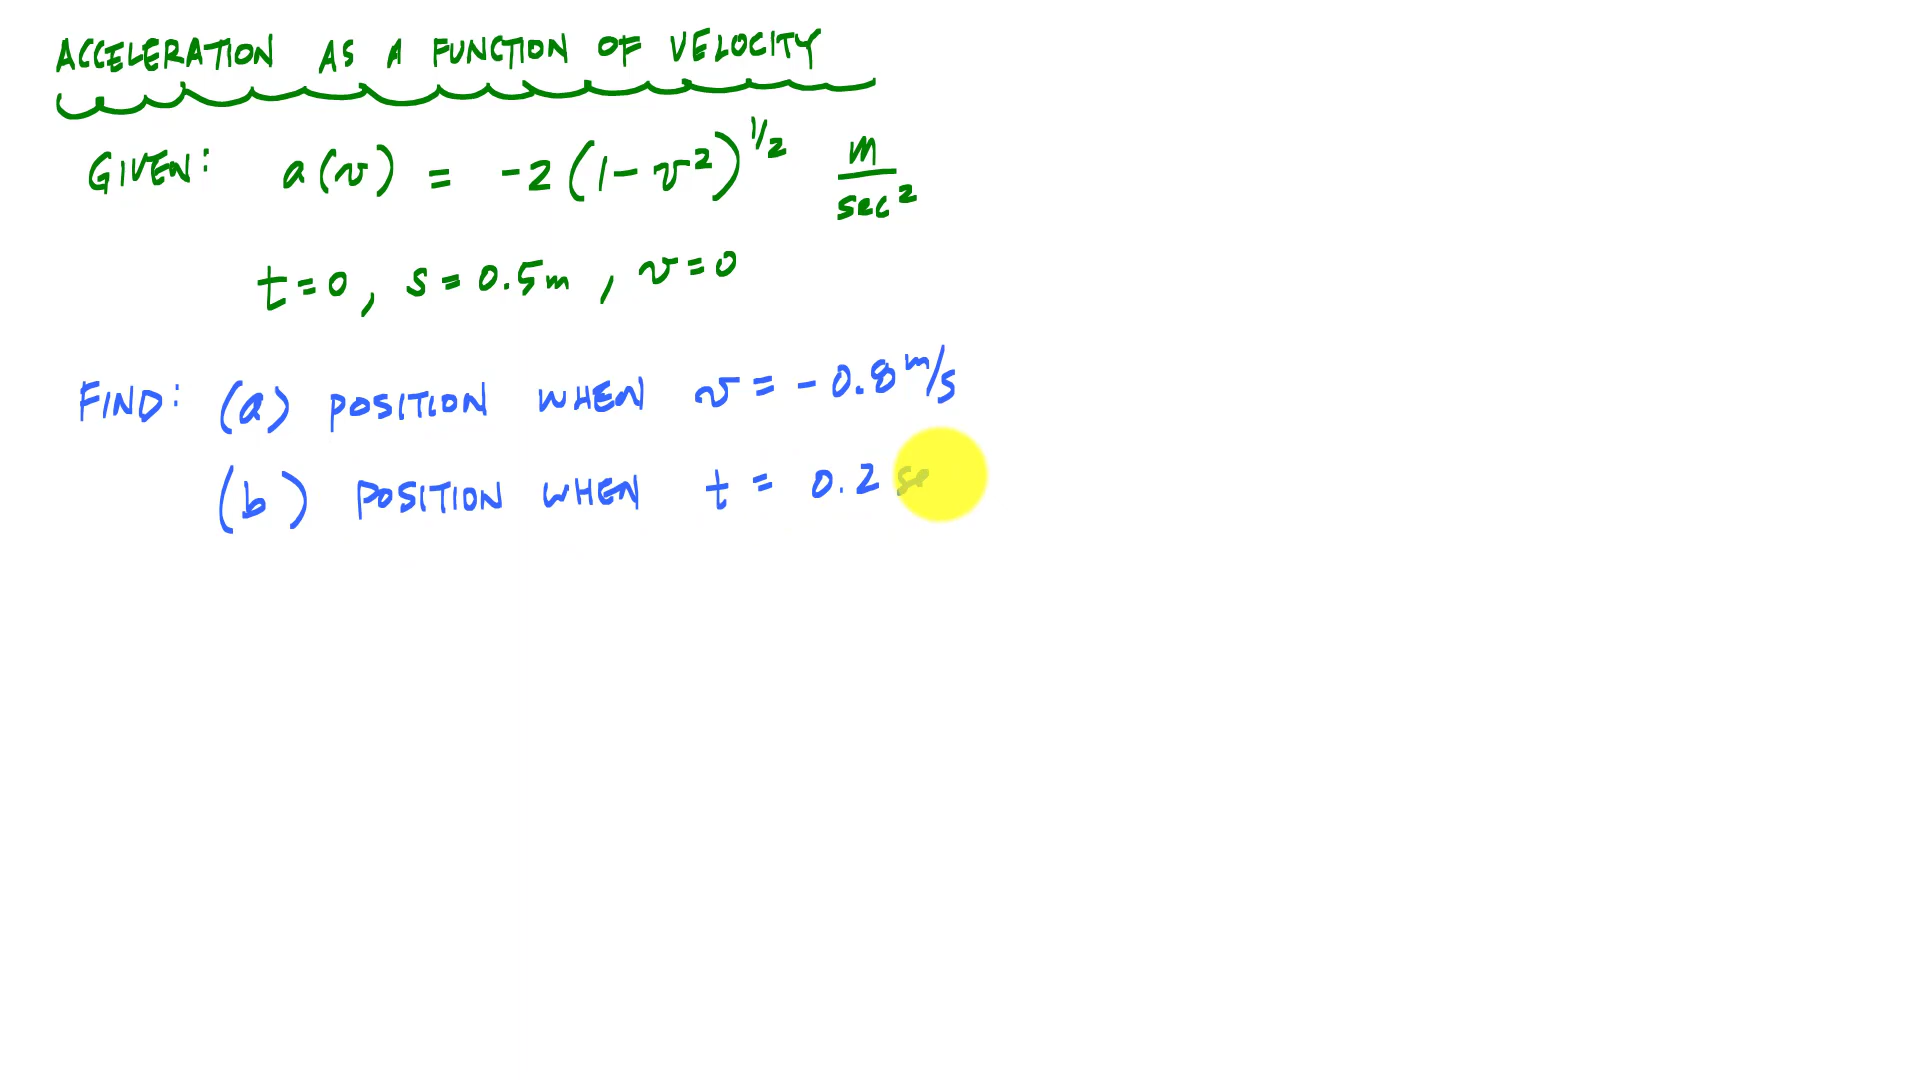 ACCELERATION AS A FUNCTION OF VELOCITY
GIVEN: a(v) = -2(1-v²)^1/2 m/sec²
t=0, s=0.5m, v=0
FIND: (a) POSITION WHEN v = -0.8 m/s
(b) POSITION WHEN t = 0.2 se